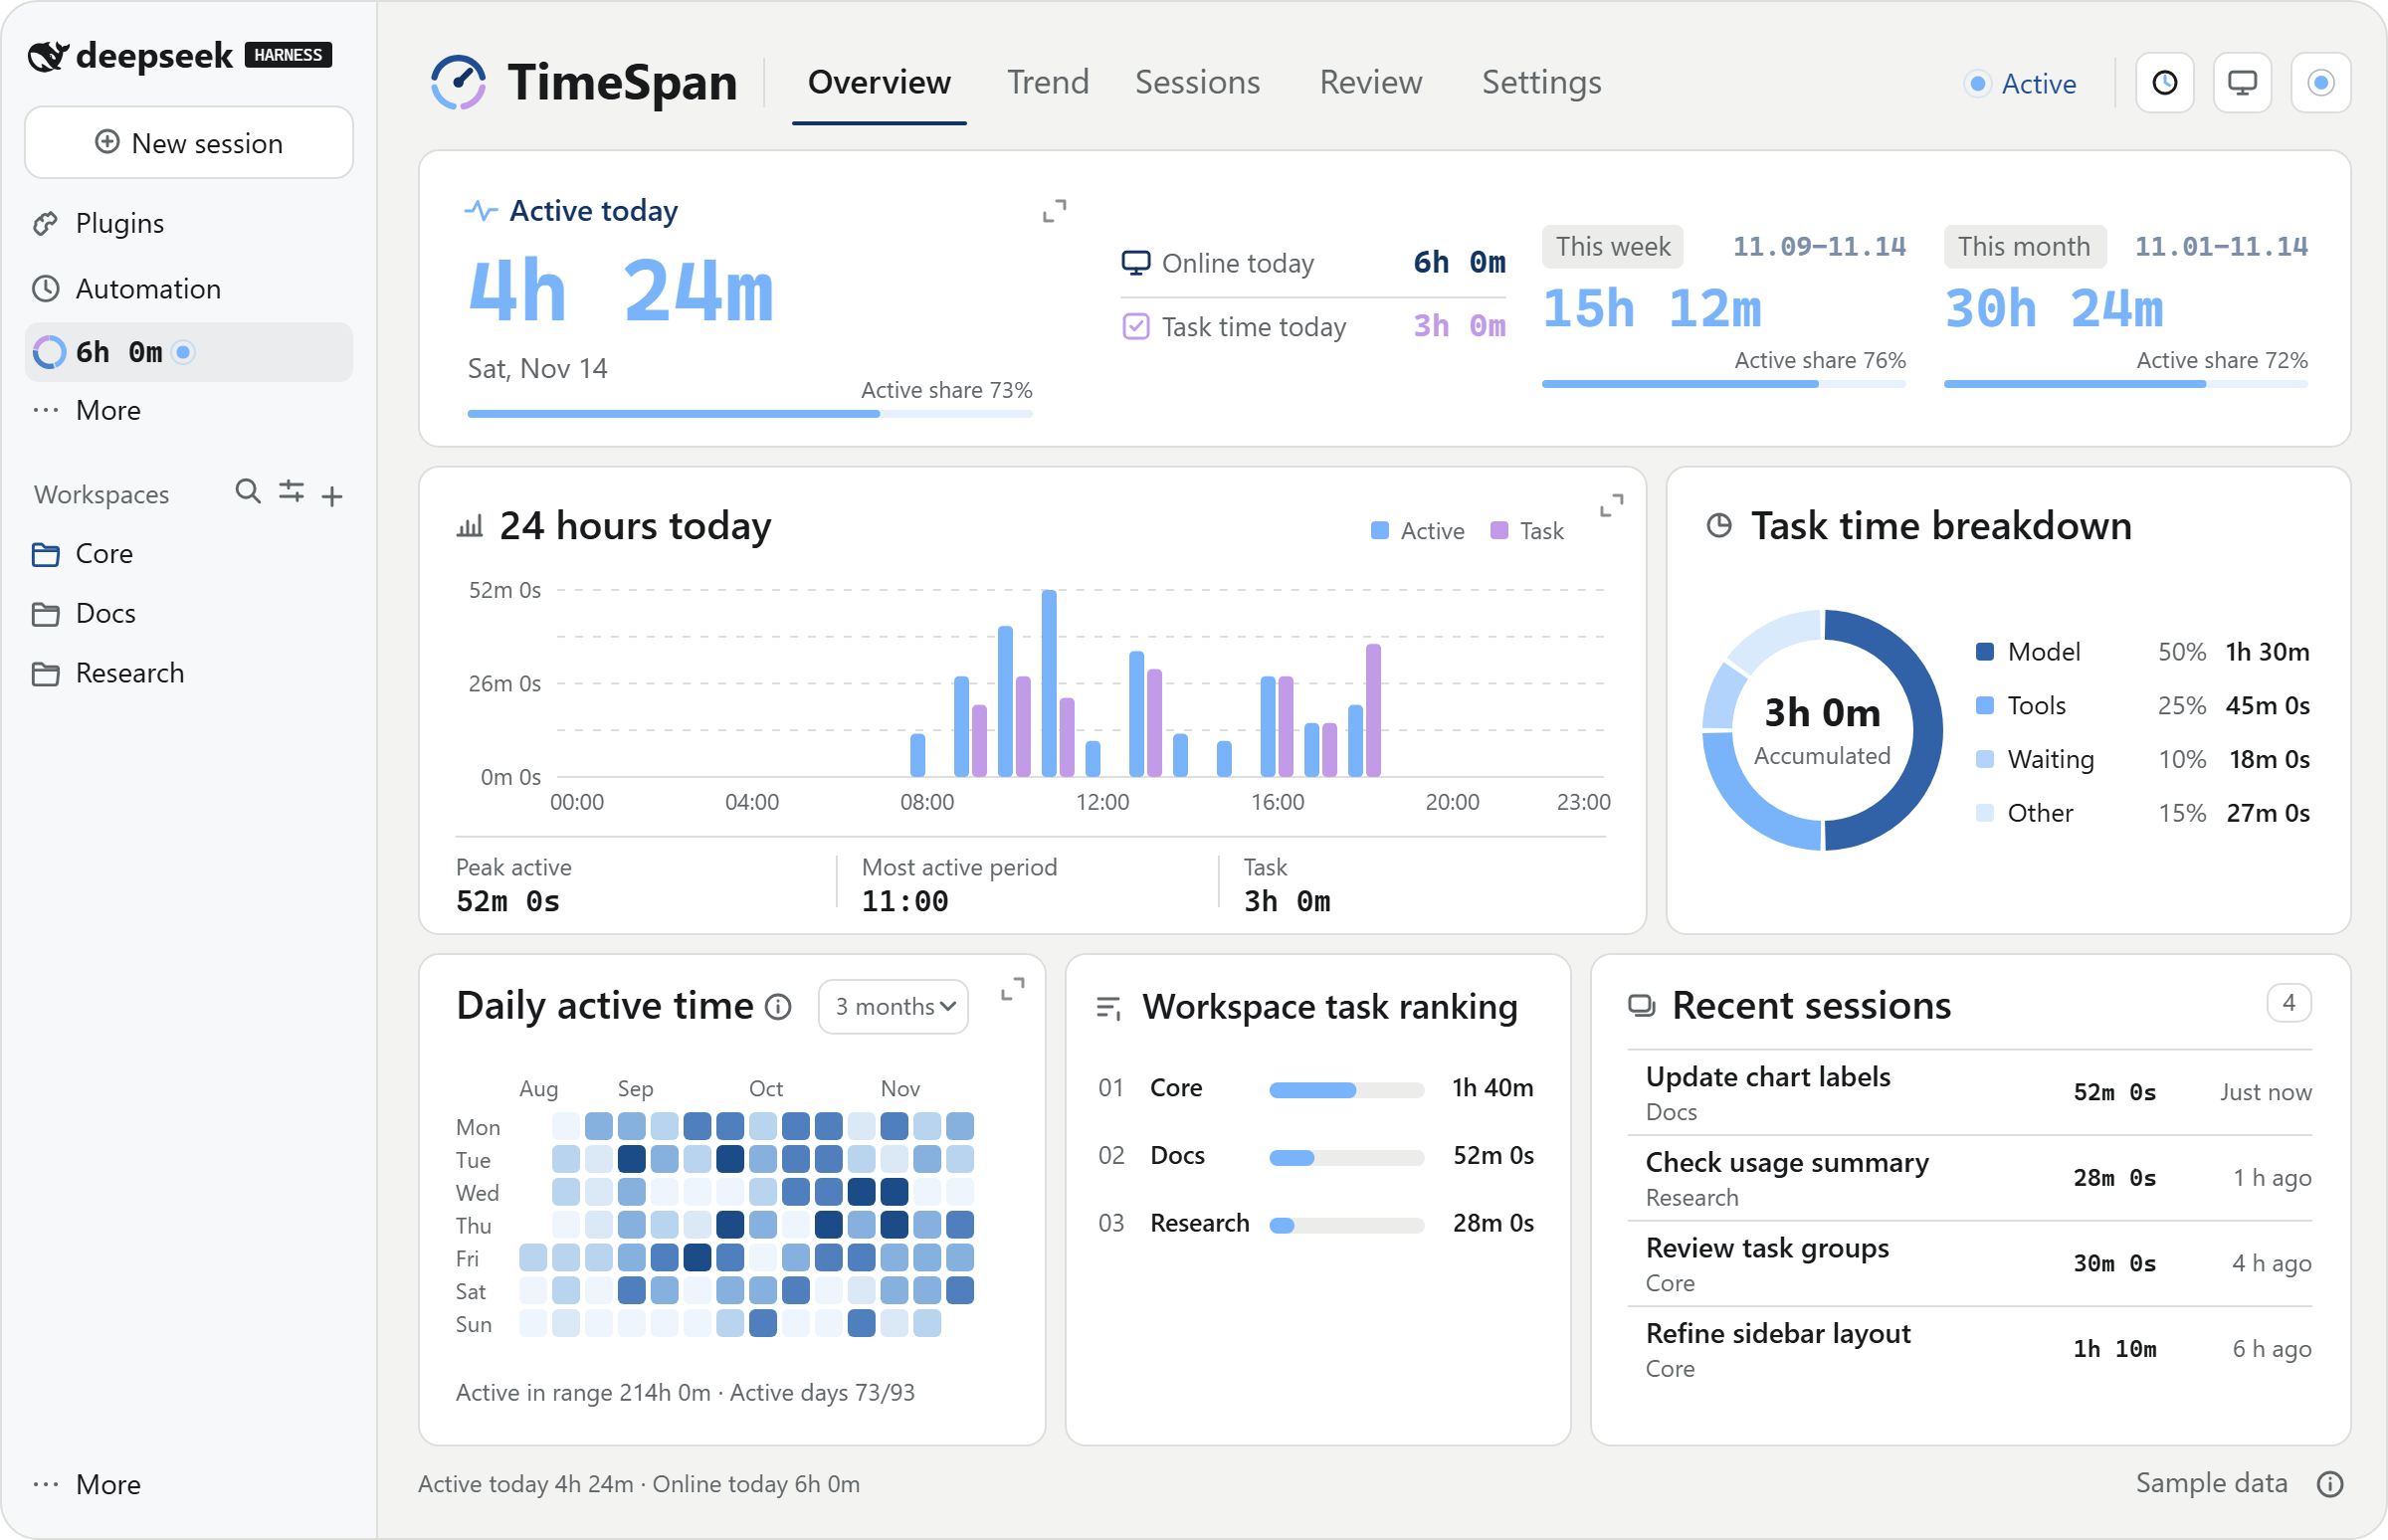 deepseek HARNESS
New session
Plugins
Automation
6h 0m
More
Workspaces
Core
Docs
Research
More
TimeSpan
Overview Trend Sessions Review Settings
Active
Active today
4h 24m
Sat, Nov 14
Active share 73%
Online today 6h 0m
Task time today 3h 0m
This week 11.09–11.14
15h 12m
Active share 76%
This month 11.01–11.14
30h 24m
Active share 72%
24 hours today
Active Task
52m 0s
26m 0s
0m 0s
00:00 04:00 08:00 12:00 16:00 20:00 23:00
Peak active
52m 0s
Most active period
11:00
Task
3h 0m
Task time breakdown
3h 0m
Accumulated
Model 50% 1h 30m
Tools 25% 45m 0s
Waiting 10% 18m 0s
Other 15% 27m 0s
Daily active time 3 months
Aug Sep Oct Nov
Mon
Tue
Wed
Thu
Fri
Sat
Sun
Active in range 214h 0m · Active days 73/93
Workspace task ranking
01 Core 1h 40m
02 Docs 52m 0s
03 Research 28m 0s
Recent sessions 4
Update chart labels
Docs
52m 0s Just now
Check usage summary
Research
28m 0s 1 h ago
Review task groups
Core
30m 0s 4 h ago
Refine sidebar layout
Core
1h 10m 6 h ago
Active today 4h 24m · Online today 6h 0m
Sample data